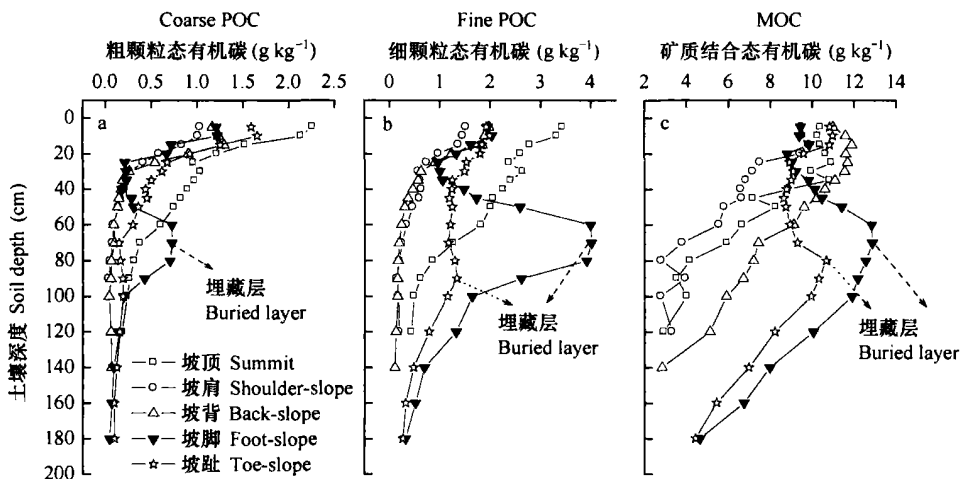 Coarse POC
粗颗粒态有机碳 (g kg⁻¹)
0.0 0.5 1.0 1.5 2.0 2.5
Fine POC
细颗粒态有机碳 (g kg⁻¹)
0 1 2 3 4
MOC
矿质结合态有机碳 (g kg⁻¹)
2 4 6 8 10 12 14
土壤深度 Soil depth (cm)
0
20
40
60
80
100
120
140
160
180
200
a
埋藏层
Buried layer
坡顶 Summit
坡肩 Shoulder-slope
坡背 Back-slope
坡脚 Foot-slope
坡趾 Toe-slope
b
埋藏层
Buried layer
c
埋藏层
Buried layer